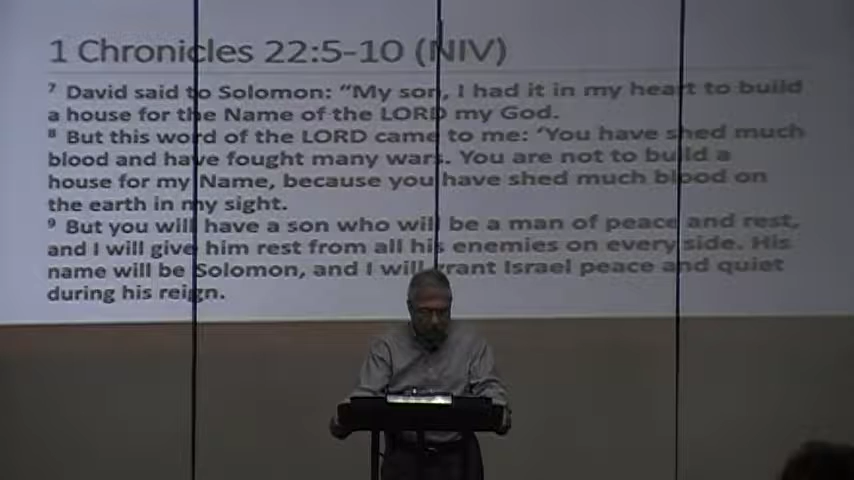 1 Chronicles 22:5-10 (NIV)
7 David said to Solomon: “My son, I had it in my heart to build
a house for the Name of the LORD my God.
8 But this word of the LORD came to me: ‘You have shed much
blood and have fought many wars. You are not to build a
house for my Name, because you have shed much blood on
the earth in my sight.
9 But you will have a son who will be a man of peace and rest,
and I will give him rest from all his enemies on every side. His
name will be Solomon, and I will grant Israel peace and quiet
during his reign.